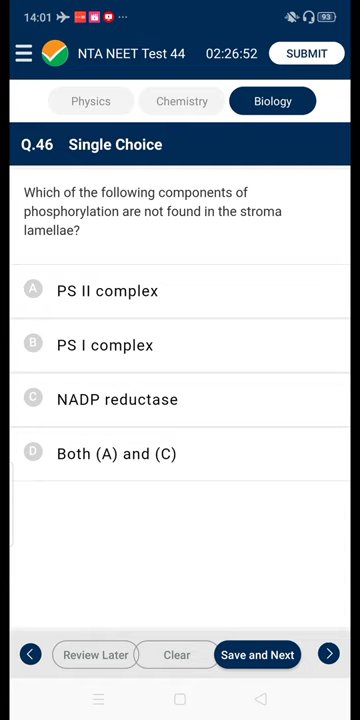 14:01
93
NTA NEET Test 44
02:26:52
SUBMIT
Physics
Chemistry
Biology
Q.46 Single Choice
Which of the following components of
phosphorylation are not found in the stroma
lamellae?
A PS II complex
B PS I complex
C NADP reductase
D Both (A) and (C)
Review Later
Clear
Save and Next